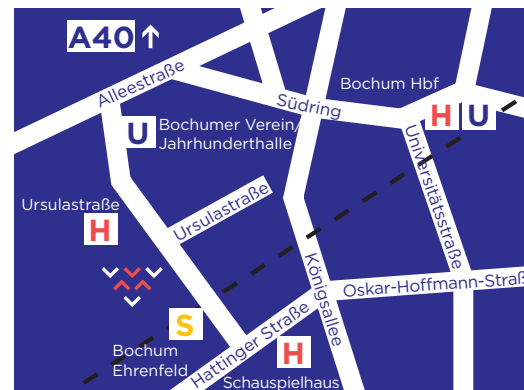 A40 ↑
Alleestraße
Südring
Bochum Hbf
H U
U
Bochumer Verein/
Jahrhunderthalle
Universitätsstraße
Ursulastraße
H
Ursulastraße
Königsallee
Oskar-Hoffmann-Straß
S
Bochum
Ehrenfeld
Hattinger Straße
H
Schauspielhaus